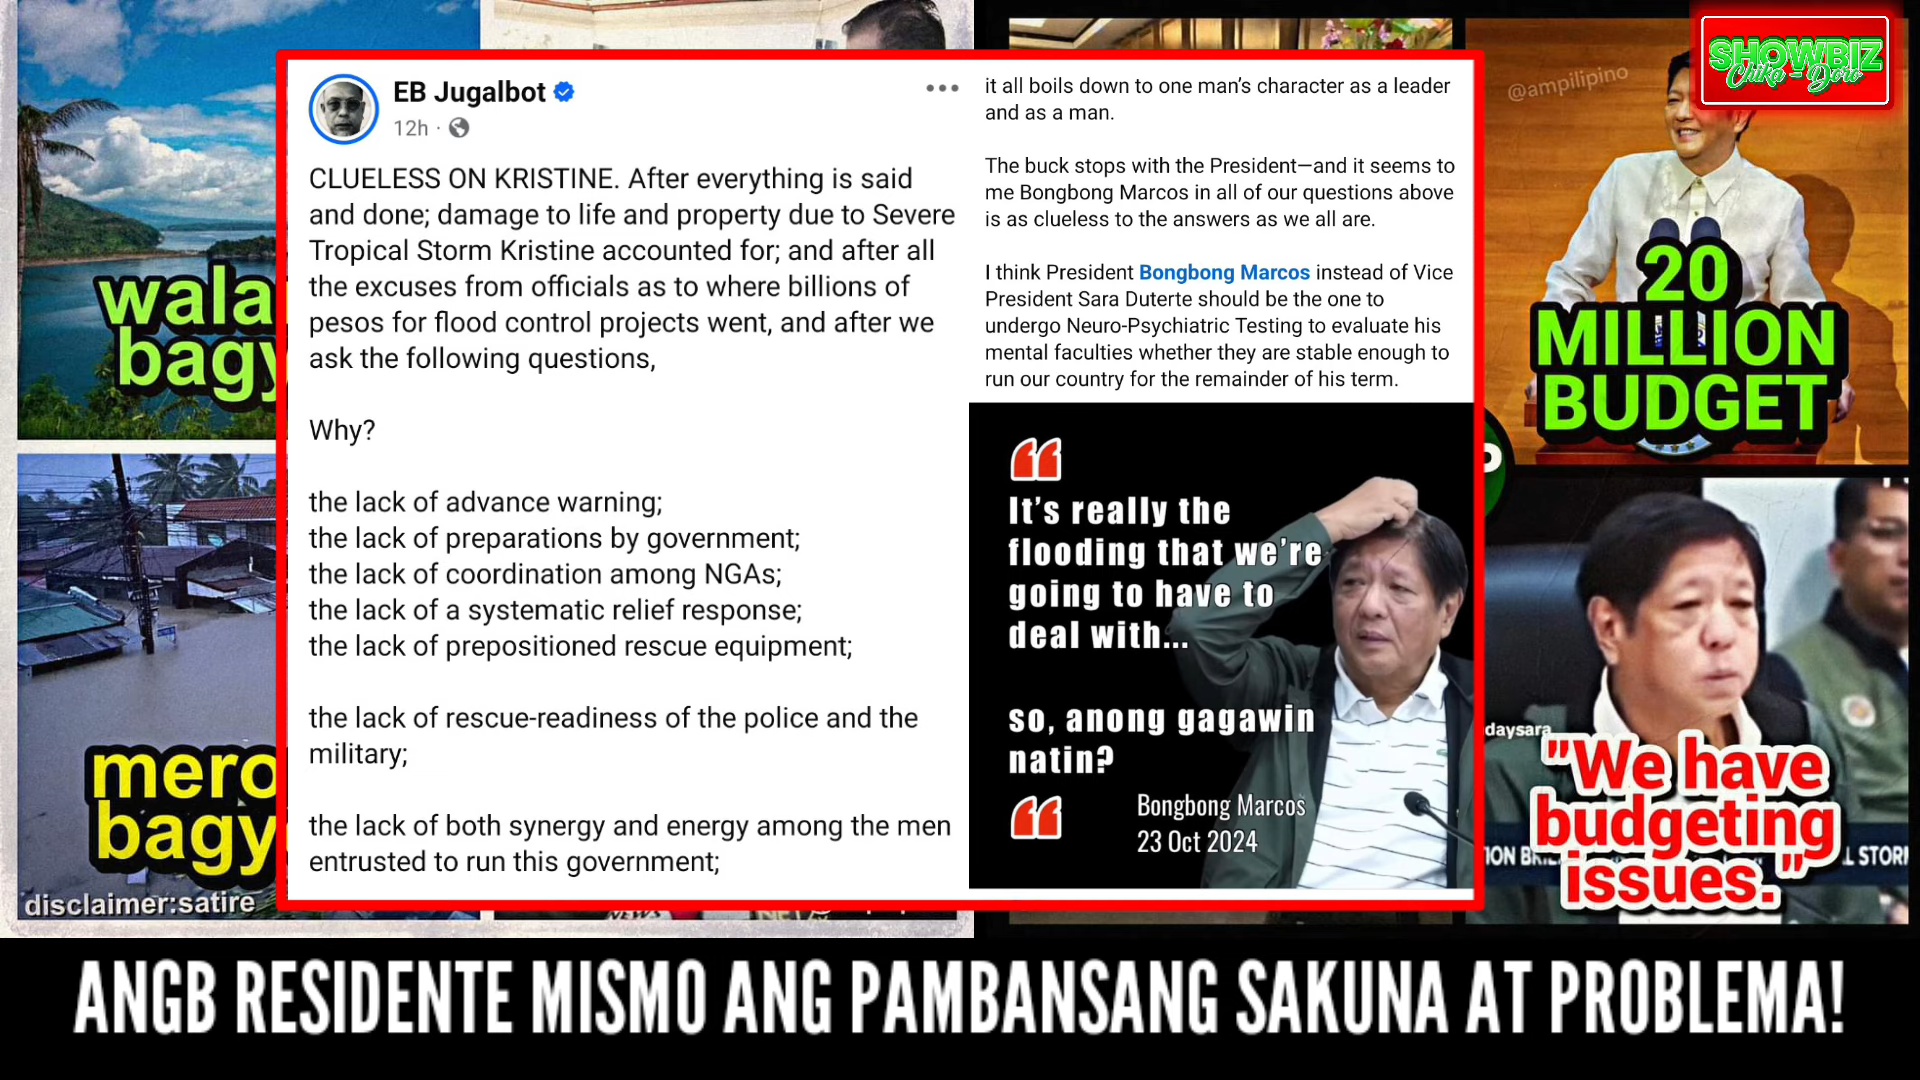 wala
bagy
mero
bagy
disclaimer:satire
EB Jugalbot
12h ·
CLUELESS ON KRISTINE. After everything is said
and done; damage to life and property due to Severe
Tropical Storm Kristine accounted for; and after all
the excuses from officials as to where billions of
pesos for flood control projects went, and after we
ask the following questions,
Why?
the lack of advance warning;
the lack of preparations by government;
the lack of coordination among NGAs;
the lack of a systematic relief response;
the lack of prepositioned rescue equipment;
the lack of rescue-readiness of the police and the
military;
the lack of both synergy and energy among the men
entrusted to run this government;
it all boils down to one man’s character as a leader
and as a man.
The buck stops with the President—and it seems to
me Bongbong Marcos in all of our questions above
is as clueless to the answers as we all are.
I think President Bongbong Marcos instead of Vice
President Sara Duterte should be the one to
undergo Neuro-Psychiatric Testing to evaluate his
mental faculties whether they are stable enough to
run our country for the remainder of his term.
It’s really the
flooding that we’re
going to have to
deal with...
so, anong gagawin
natin?
Bongbong Marcos
23 Oct 2024
SHOWBIZ
Chika - Doro
@ampilipino
20
MILLION
BUDGET
P
daysara
"We have
budgeting
issues."
ION BRI
L STORM
ANGB RESIDENTE MISMO ANG PAMBANSANG SAKUNA AT PROBLEMA!